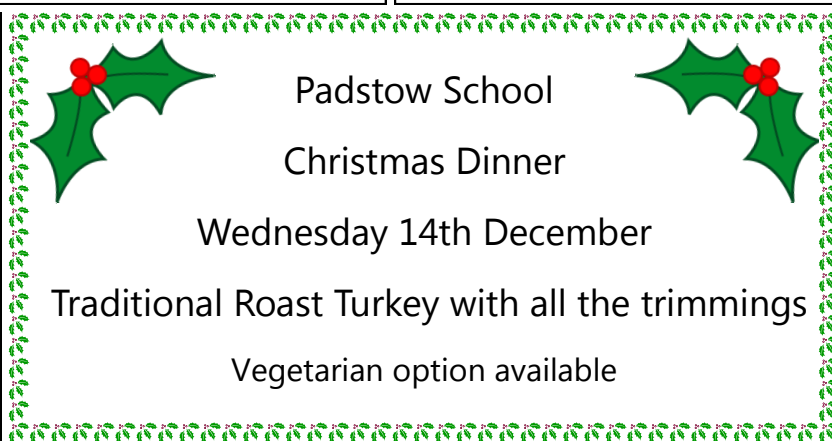 Padstow School
Christmas Dinner
Wednesday 14th December
Traditional Roast Turkey with all the trimmings
Vegetarian option available